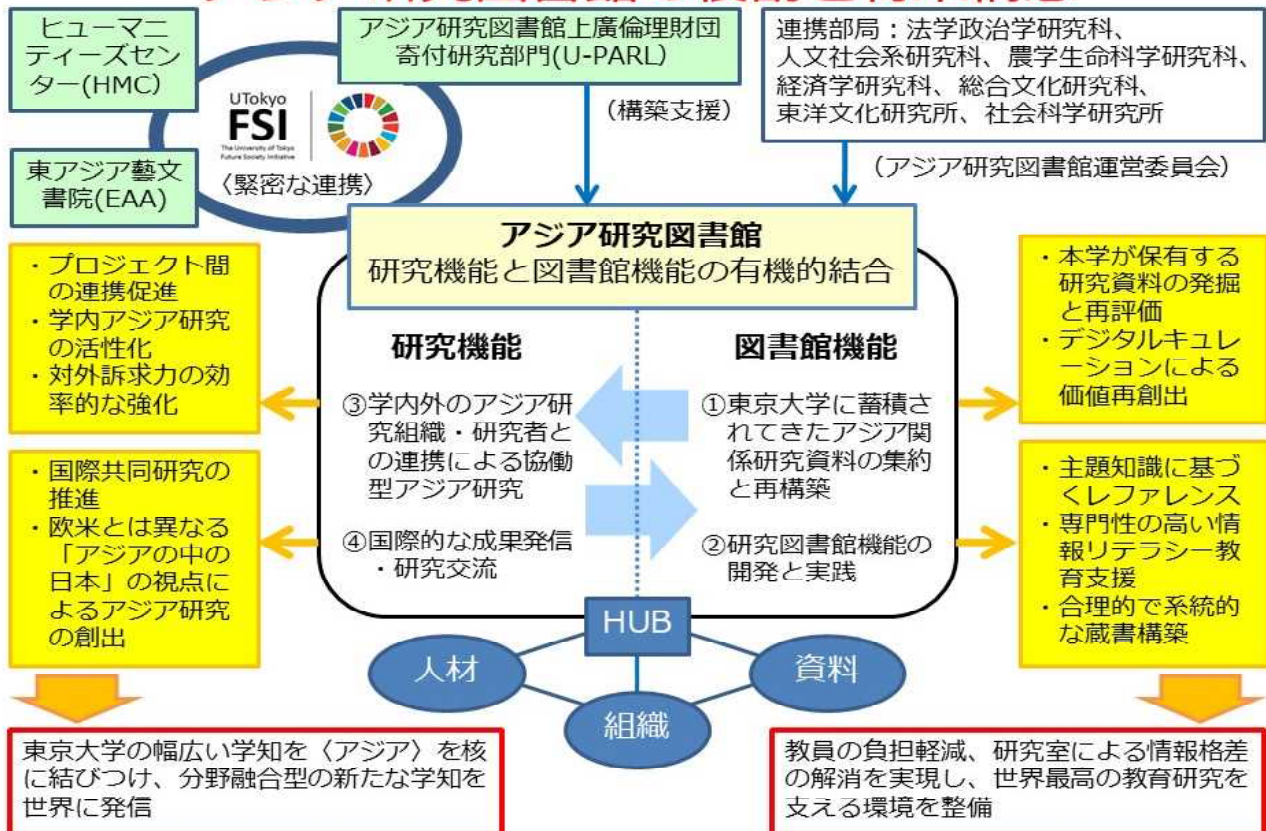 ヒューマニ
ティーズセン
ター(HMC)
アジア研究図書館上廣倫理財団
寄付研究部門(U-PARL)
連携部局：法学政治学研究科、
人文社会系研究科、農学生命科学研究科、
経済学研究科、総合文化研究科、
東洋文化研究所、社会科学研究所
UTokyo
FSI
The University of Tokyo
Future Society Initiative
〈緊密な連携〉
（構築支援）
（アジア研究図書館運営委員会）
東アジア藝文
書院(EAA)
アジア研究図書館
研究機能と図書館機能の有機的結合
・プロジェクト間
の連携促進
・学内アジア研究
の活性化
・対外訴求力の効
率的な強化
・国際共同研究の
推進
・欧米とは異なる
「アジアの中の
日本」の視点に
よるアジア研究
の創出
研究機能
③学内外のアジア研
究組織・研究者と
の連携による協働
型アジア研究
④国際的な成果発信
・研究交流
図書館機能
①東京大学に蓄積さ
れてきたアジア関
係研究資料の集約
と再構築
②研究図書館機能の
開発と実践
・本学が保有する
研究資料の発掘
と再評価
・デジタルキュレ
ーションによる
価値再創出
・主題知識に基づ
くレファレンス
・専門性の高い情
報リテラシー教
育支援
・合理的で系統的
な蔵書構築
HUB
人材
組織
資料
東京大学の幅広い学知を〈アジア〉を核
に結びつけ、分野融合型の新たな学知を
世界に発信
教員の負担軽減、研究室による情報格差
の解消を実現し、世界最高の教育研究を
支える環境を整備